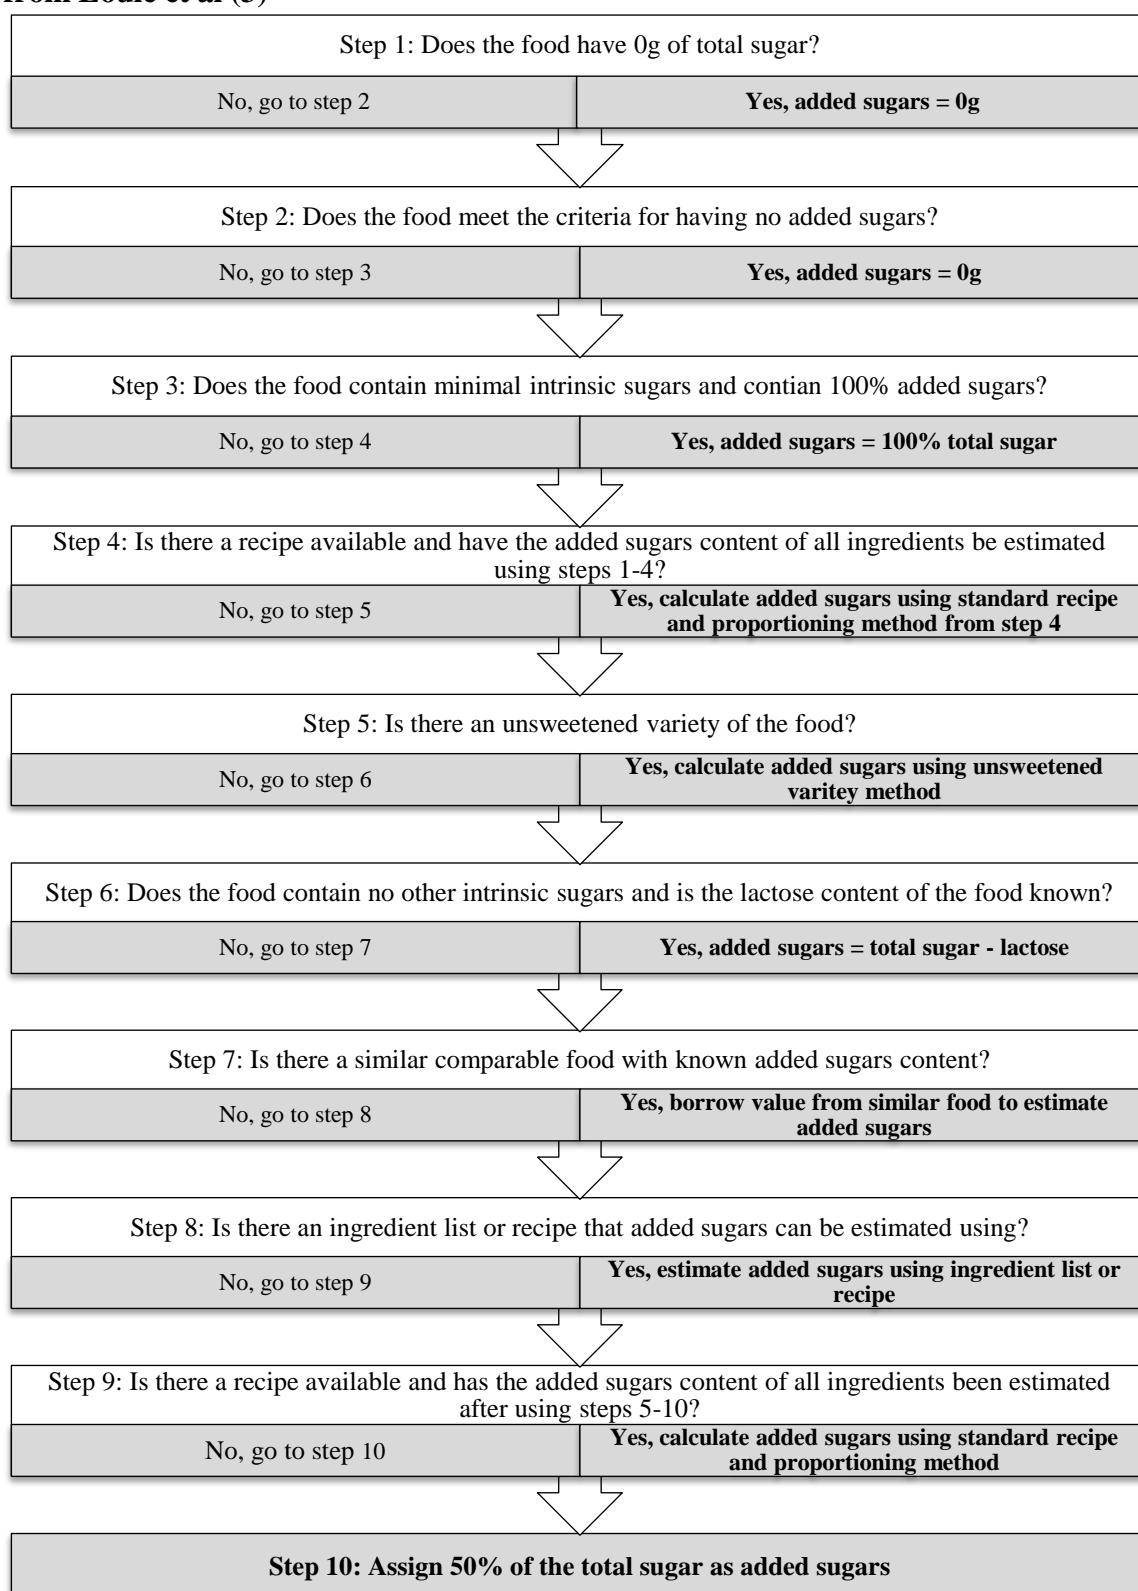 from Louie et al (3)
Step 1: Does the food have 0g of total sugar?
No, go to step 2
Yes, added sugars = 0g
Step 2: Does the food meet the criteria for having no added sugars?
No, go to step 3
Yes, added sugars = 0g
Step 3: Does the food contain minimal intrinsic sugars and contian 100% added sugars?
No, go to step 4
Yes, added sugars = 100% total sugar
Step 4: Is there a recipe available and have the added sugars content of all ingredients be estimated
using steps 1-4?
No, go to step 5
Yes, calculate added sugars using standard recipe
and proportioning method from step 4
Step 5: Is there an unsweetened variety of the food?
No, go to step 6
Yes, calculate added sugars using unsweetened
varitey method
Step 6: Does the food contain no other intrinsic sugars and is the lactose content of the food known?
No, go to step 7
Yes, added sugars = total sugar - lactose
Step 7: Is there a similar comparable food with known added sugars content?
No, go to step 8
Yes, borrow value from similar food to estimate
added sugars
Step 8: Is there an ingredient list or recipe that added sugars can be estimated using?
No, go to step 9
Yes, estimate added sugars using ingredient list or
recipe
Step 9: Is there a recipe available and has the added sugars content of all ingredients been estimated
after using steps 5-10?
No, go to step 10
Yes, calculate added sugars using standard recipe
and proportioning method
Step 10: Assign 50% of the total sugar as added sugars